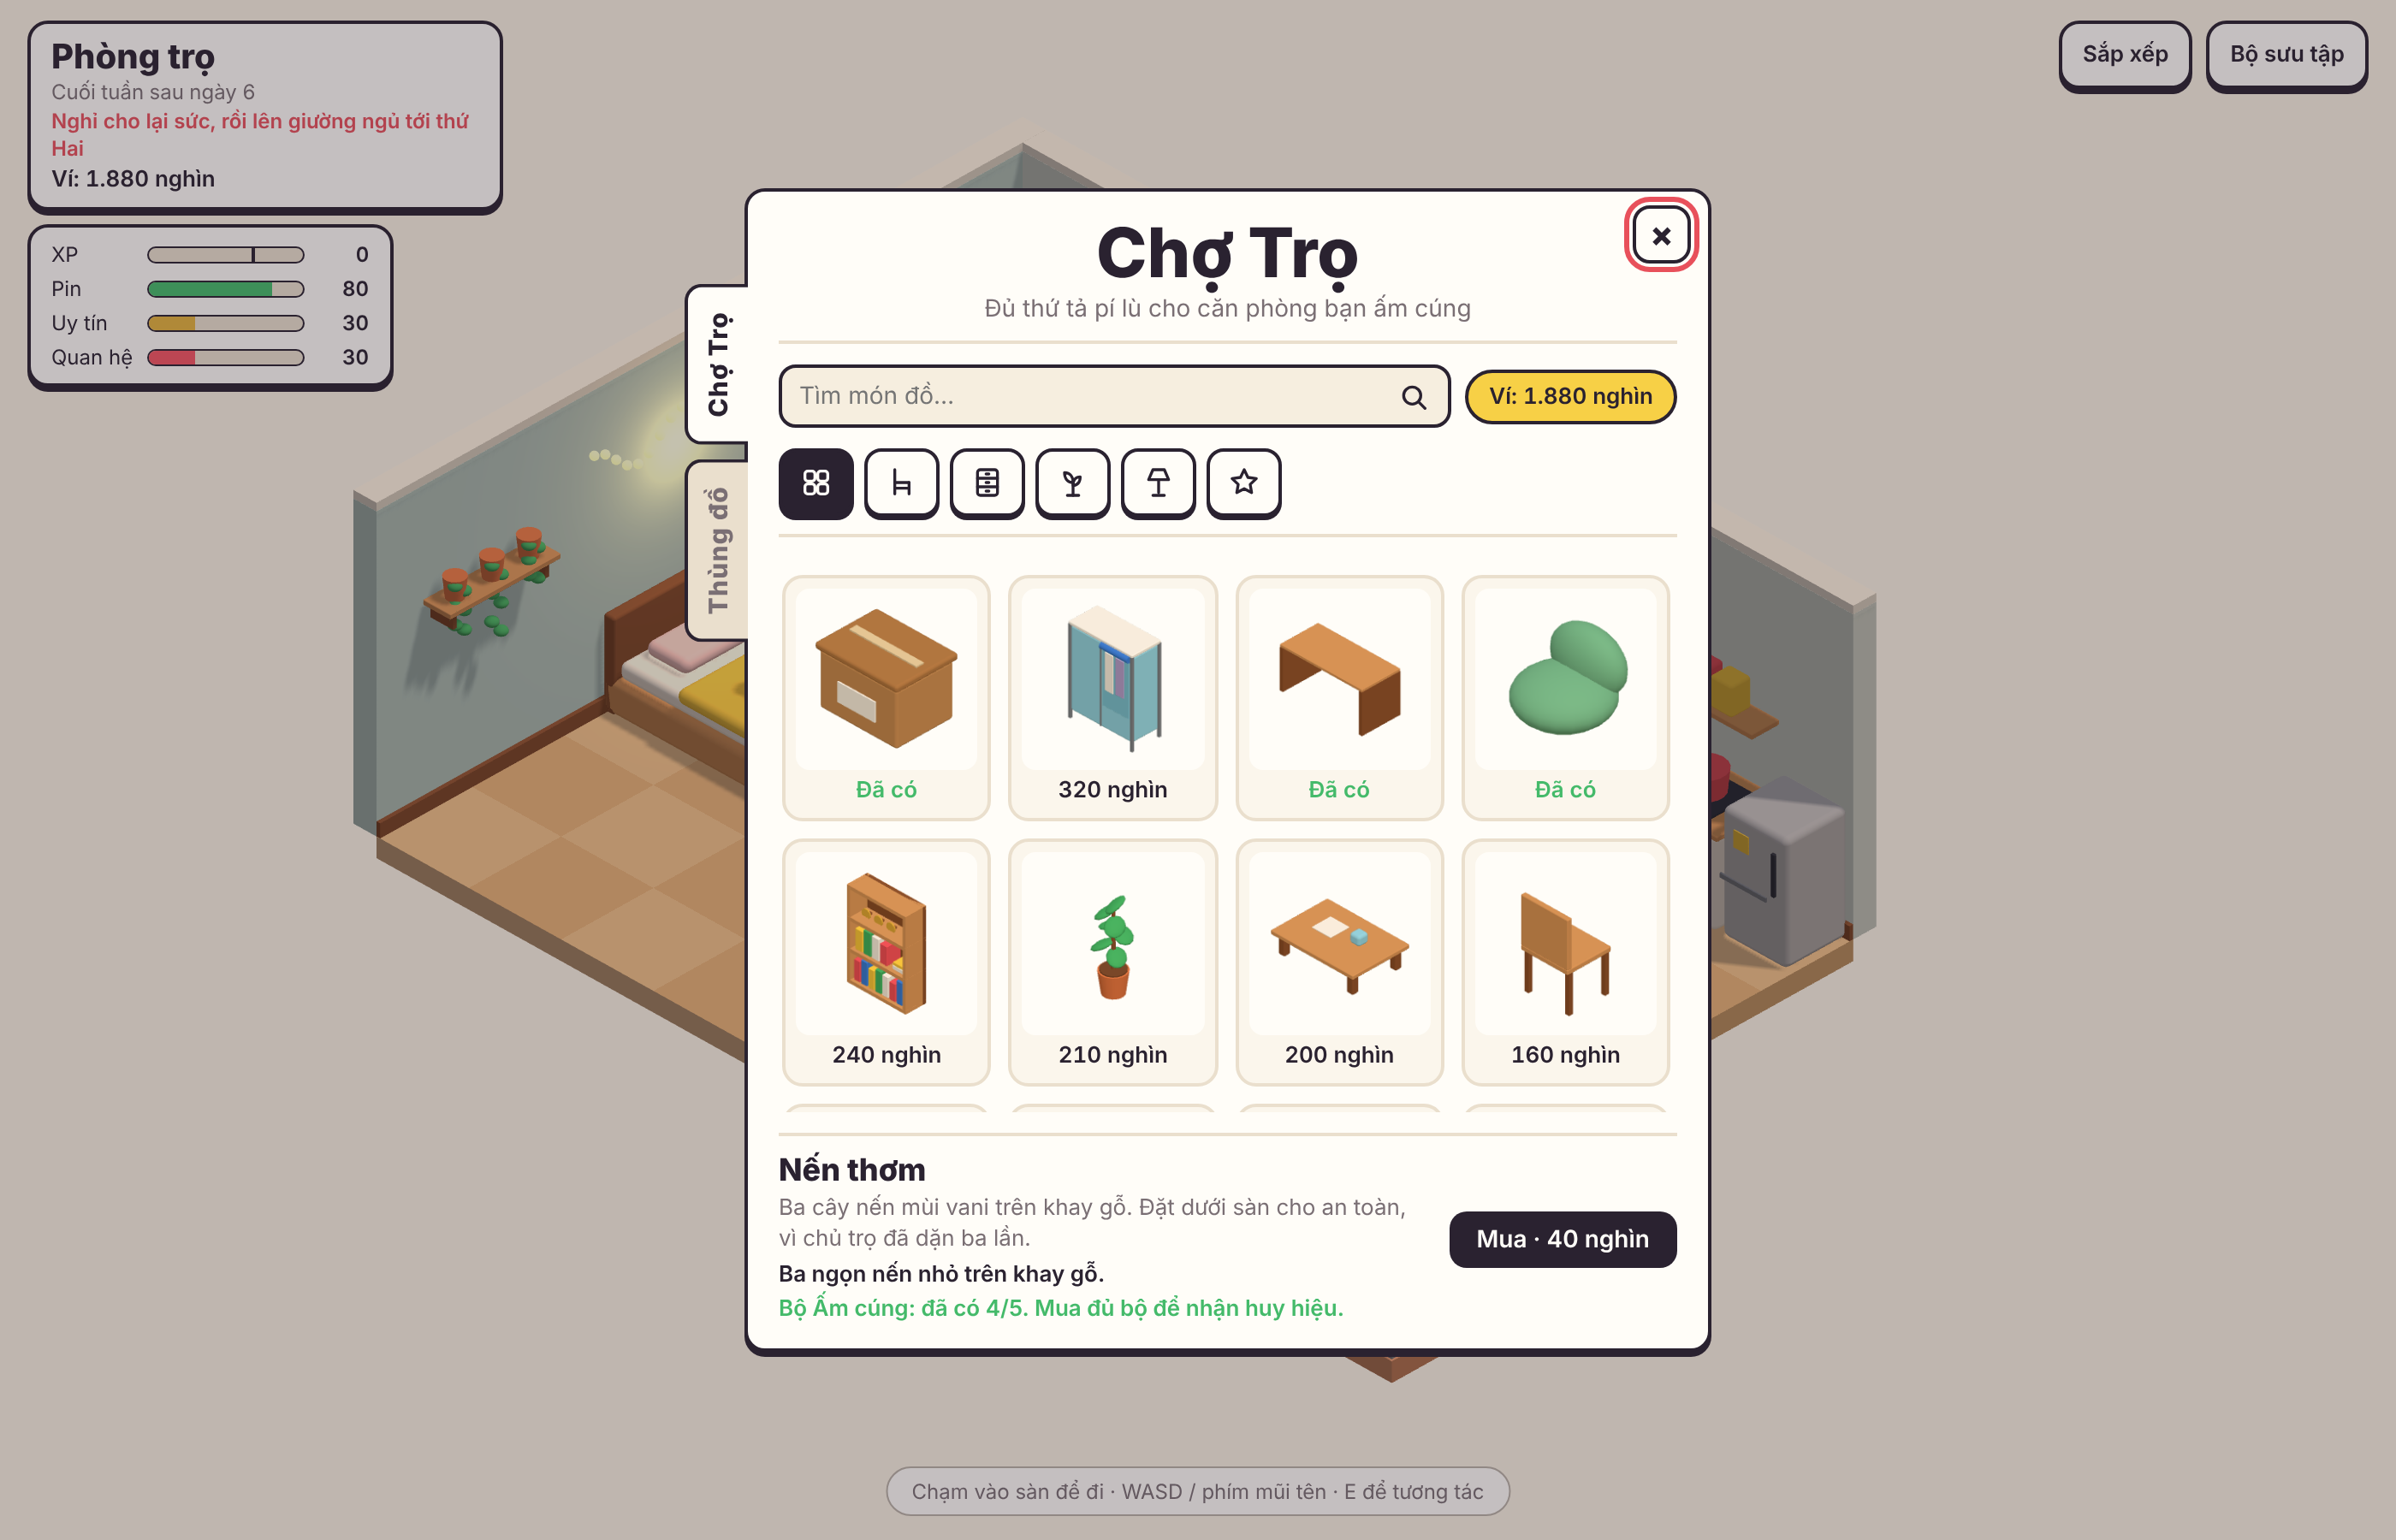 Phòng trọ
Cuối tuần sau ngày 6
Nghỉ cho lại sức, rồi lên giường ngủ tới thứ
Hai
Ví: 1.880 nghìn
XP 0
Pin 80
Uy tín 30
Quan hệ 30
Sắp xếp
Bộ sưu tập
Chợ Trọ
Thùng đồ
Chợ Trọ
Đủ thứ tả pí lù cho căn phòng bạn ấm cúng
Tìm món đồ...
Ví: 1.880 nghìn
Đã có
320 nghìn
Đã có
Đã có
240 nghìn
210 nghìn
200 nghìn
160 nghìn
Nến thơm
Ba cây nến mùi vani trên khay gỗ. Đặt dưới sàn cho an toàn,
vì chủ trọ đã dặn ba lần.
Ba ngọn nến nhỏ trên khay gỗ.
Bộ Ấm cúng: đã có 4/5. Mua đủ bộ để nhận huy hiệu.
Mua · 40 nghìn
Chạm vào sàn để đi · WASD / phím mũi tên · E để tương tác